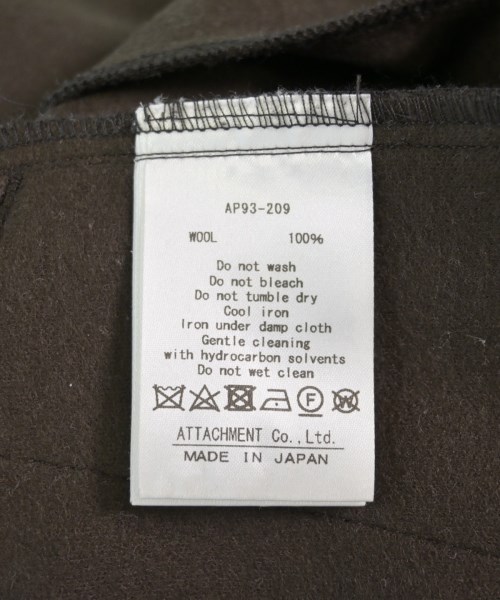 AP93-209
WOOL 100%
Do not wash
Do not bleach
Do not tumble dry
Cool iron
Iron under damp cloth
Gentle cleaning
with hydrocarbon solvents
Do not wet clean
F W
ATTACHMENT Co., Ltd.
MADE IN JAPAN